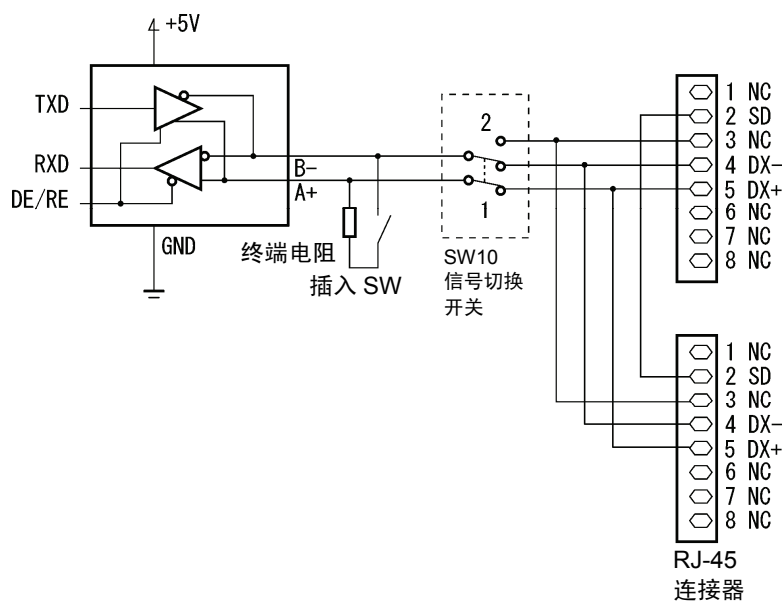 +5V
TXD
RXD
DE/RE
GND
B-
A+
终端电阻
插入 SW
2
1
SW10
信号切换
开关
1 NC
2 SD
3 NC
4 DX-
5 DX+
6 NC
7 NC
8 NC
1 NC
2 SD
3 NC
4 DX-
5 DX+
6 NC
7 NC
8 NC
RJ-45
连接器